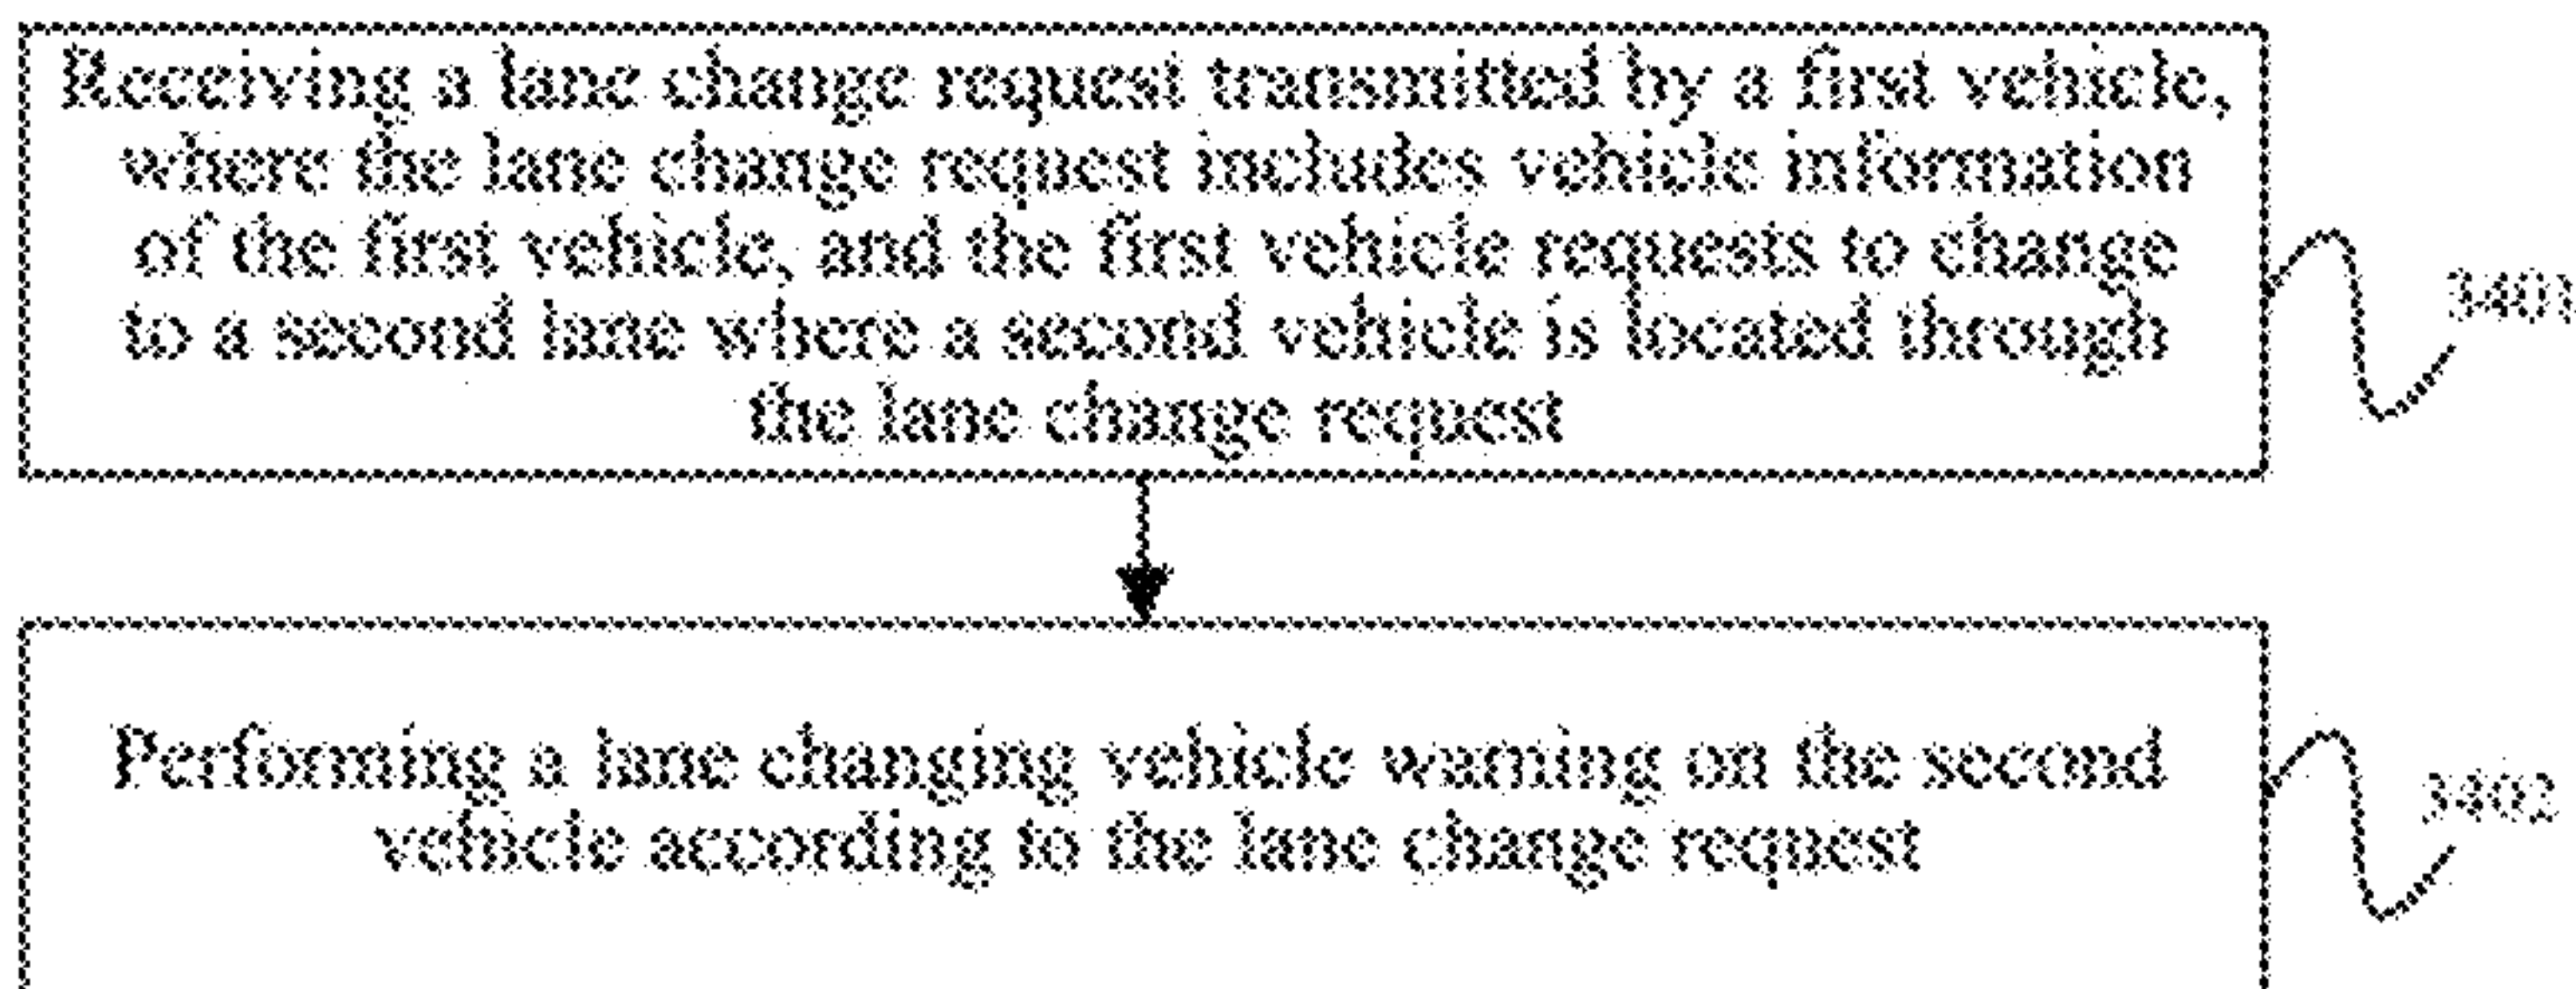 Receiving a lane change request transmitted by a first vehicle,
where the lane change request includes vehicle information
of the first vehicle, and the first vehicle requests to change
to a second lane where a second vehicle is located through
the lane change request
3401
Performing a lane changing vehicle warning on the second
vehicle according to the lane change request
3402